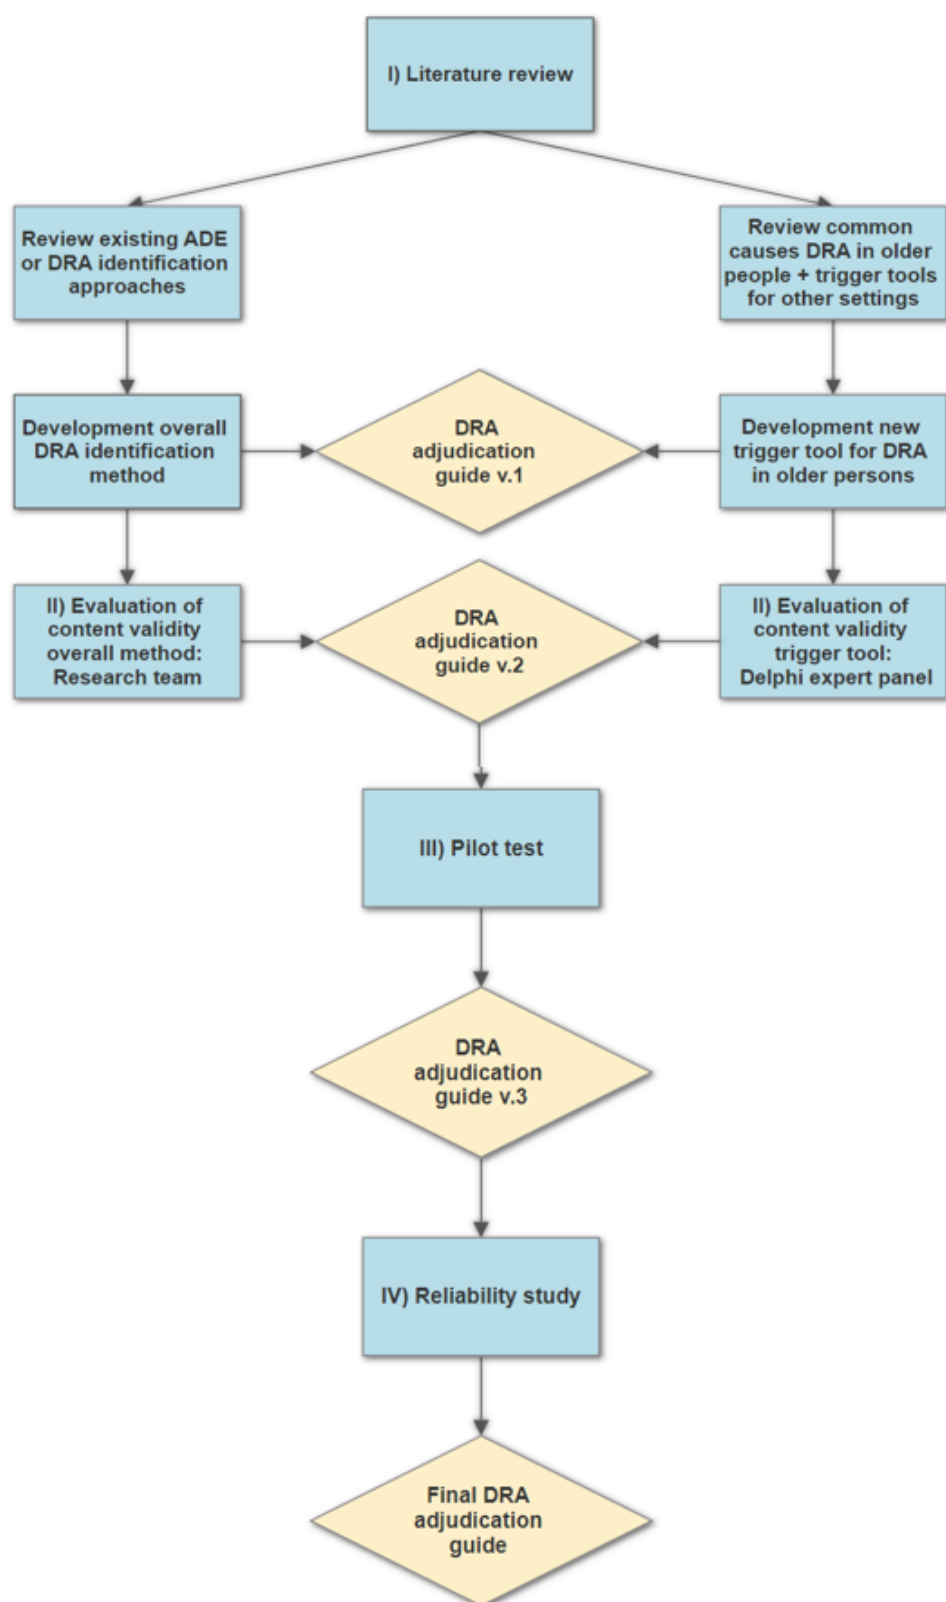 I) Literature review
Review existing ADE
or DRA identification
approaches
Review common
causes DRA in older
people + trigger tools
for other settings
Development overall
DRA identification
method
DRA
adjudication
guide v.1
Development new
trigger tool for DRA
in older persons
II) Evaluation of
content validity
overall method:
Research team
DRA
adjudication
guide v.2
II) Evaluation of
content validity
trigger tool:
Delphi expert panel
III) Pilot test
DRA
adjudication
guide v.3
IV) Reliability study
Final DRA
adjudication
guide